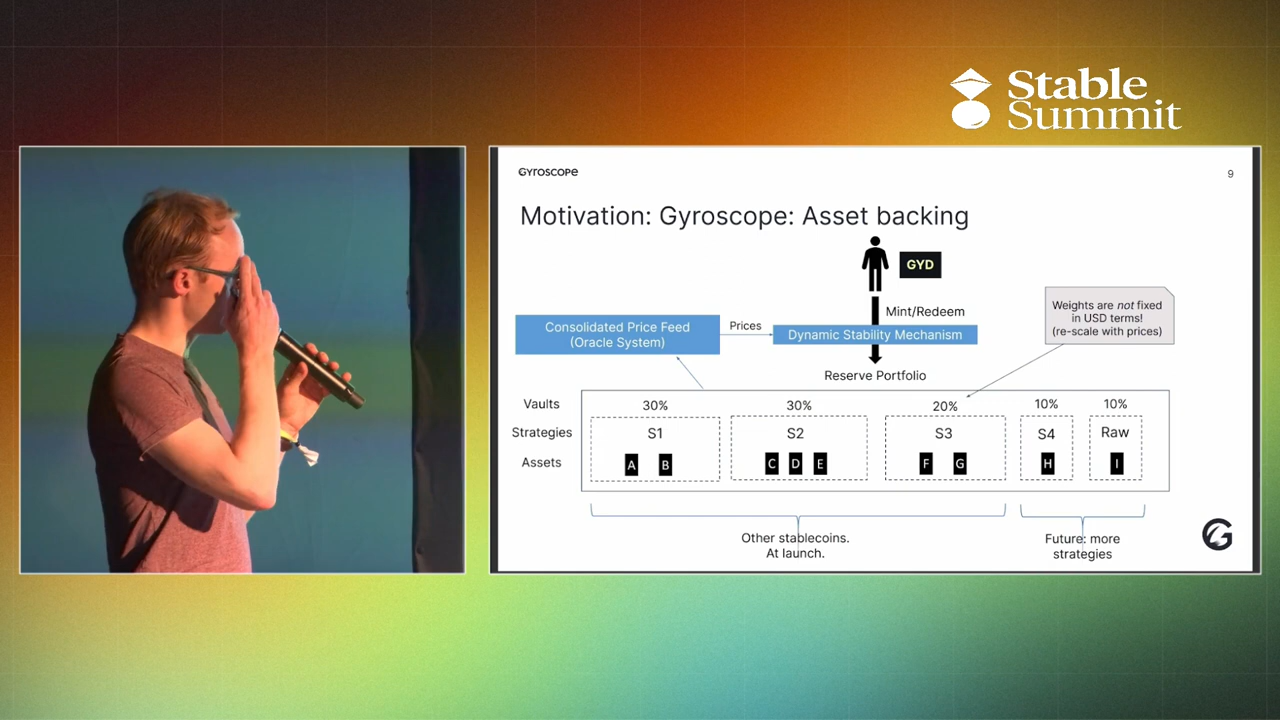 Stable
Summit
GYROSCOPE
9
Motivation: Gyroscope: Asset backing
GYD
Weights are not fixed
in USD terms!
(re-scale with prices)
Mint/Redeem
Consolidated Price Feed
(Oracle System)
Prices
Dynamic Stability Mechanism
Reserve Portfolio
Vaults 30% 30% 20% 10% 10%
Strategies S1 S2 S3 S4 Raw
Assets A B C D E F G H I
Other stablecoins.
At launch.
Future: more
strategies